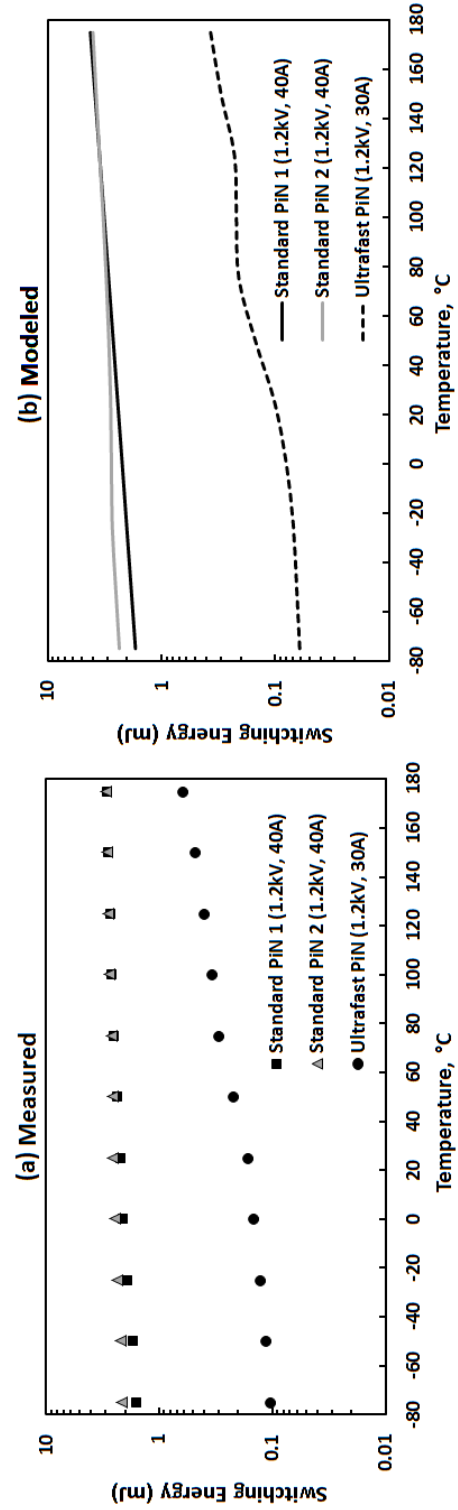 (a) Measured
Switching Energy (mJ)
10
1
0.1
0.01
-80 -60 -40 -20 0 20 40 60 80 100 120 140 160 180
Temperature, °C
Standard PiN 1 (1.2kV, 40A)
Standard PiN 2 (1.2kV, 40A)
Ultrafast PiN (1.2kV, 30A)
(b) Modeled
Switching Energy (mJ)
10
1
0.1
0.01
-80 -60 -40 -20 0 20 40 60 80 100 120 140 160 180
Temperature, °C
Standard PiN 1 (1.2kV, 40A)
Standard PiN 2 (1.2kV, 40A)
Ultrafast PiN (1.2kV, 30A)